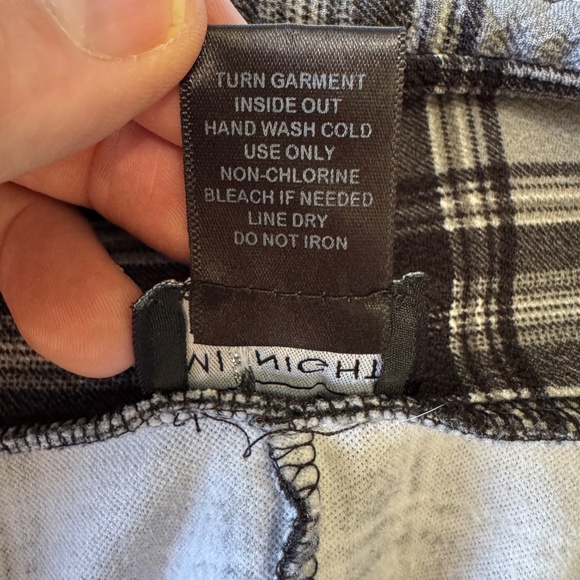 TURN GARMENT
INSIDE OUT
HAND WASH COLD
USE ONLY
NON-CHLORINE
BLEACH IF NEEDED
LINE DRY
DO NOT IRON
NIGHT